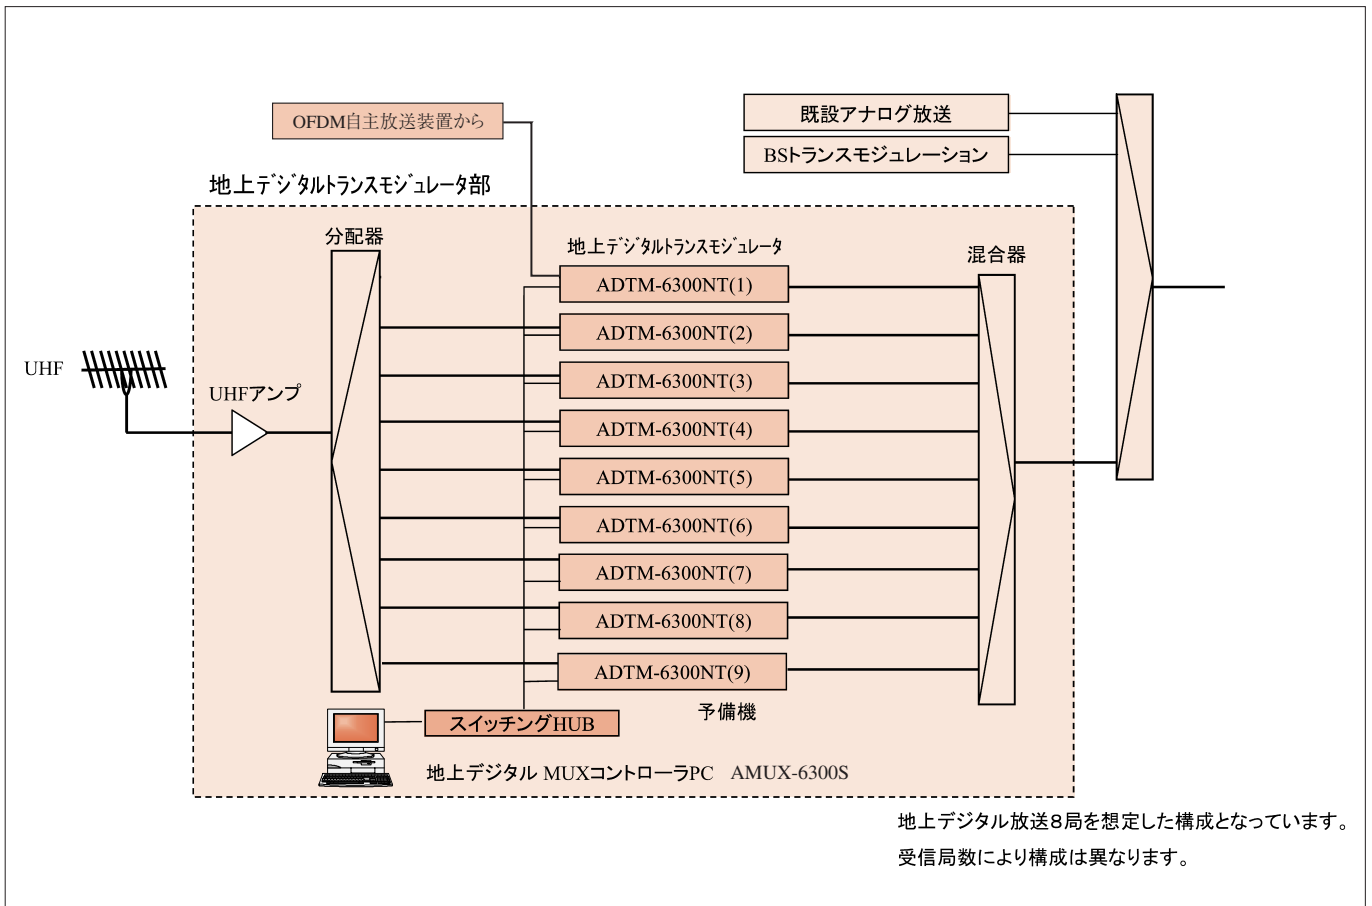 OFDM自主放送装置から
既設アナログ放送
BSトランスモジュレーション
地上デジタルトランスモジュレータ部
分配器
地上デジタルトランスモジュレータ
混合器
ADTM-6300NT(1)
ADTM-6300NT(2)
ADTM-6300NT(3)
ADTM-6300NT(4)
ADTM-6300NT(5)
ADTM-6300NT(6)
ADTM-6300NT(7)
ADTM-6300NT(8)
ADTM-6300NT(9)
UHF
UHFアンプ
予備機
スイッチングHUB
地上デジタル MUXコントローラPC AMUX-6300S
地上デジタル放送8局を想定した構成となっています。
受信局数により構成は異なります。